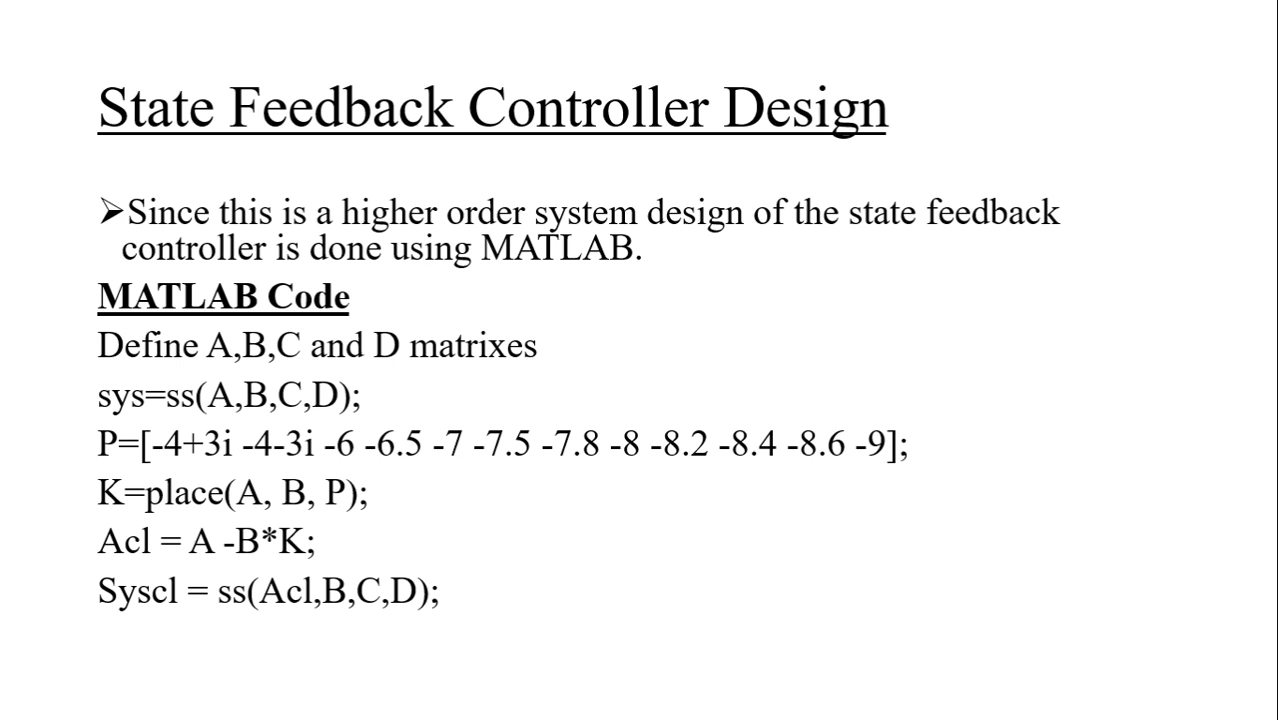 State Feedback Controller Design
➢Since this is a higher order system design of the state feedback
controller is done using MATLAB.
MATLAB Code
Define A,B,C and D matrixes
sys=ss(A,B,C,D);
P=[-4+3i -4-3i -6 -6.5 -7 -7.5 -7.8 -8 -8.2 -8.4 -8.6 -9];
K=place(A, B, P);
Acl = A -B*K;
Syscl = ss(Acl,B,C,D);